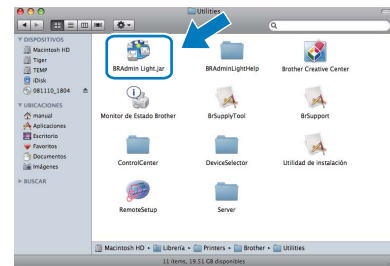 Utilities
DISPOSITIVOS
Macintosh HD
Tiger
TEMP
iDisk
081110_1804
UBICACIONES
manual
Aplicaciones
Escritorio
Favoritos
Documentos
Imágenes
BUSCAR
BRAdmin Light.jar
BRAdminLightHelp
Brother Creative Center
Monitor de Estado Brother
BrSupplyTool
BrSupport
ControlCenter
DeviceSelector
Utilidad de instalación
RemoteSetup
Server
Macintosh HD ▸ Librería ▸ Printers ▸ Brother ▸ Utilities
11 ítems, 19.51 GB disponibles